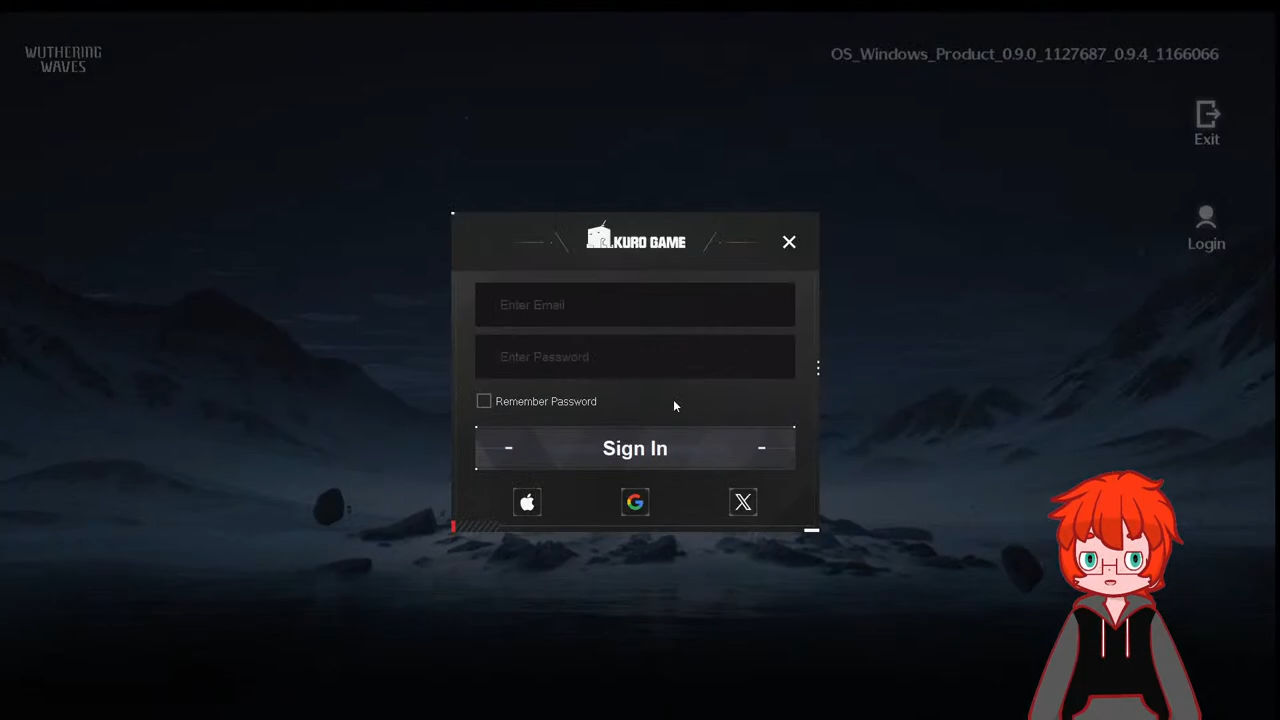 WUTHERING
WAVES
OS_Windows_Product_0.9.0_1127687_0.9.4_1166066
Exit
Login
KURO GAME
Enter Email
Enter Password
Remember Password
Sign In